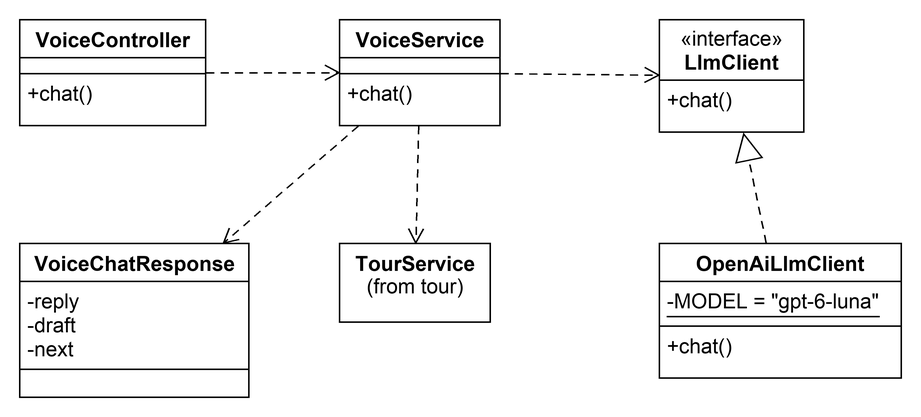 VoiceController
+chat()
VoiceService
+chat()
«interface»
LlmClient
+chat()
VoiceChatResponse
-reply
-draft
-next
TourService
(from tour)
OpenAiLlmClient
-MODEL = "gpt-6-luna"
+chat()